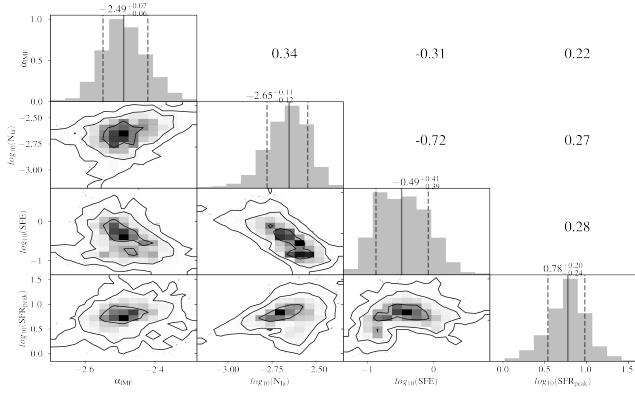 −2.49 +0.07 0.06
1.0
α_IMF 0.5 0.34 -0.31 0.22
0.0
−2.65 +0.11 0.12
−2.50
log10(N_Ia) −2.75 -0.72 0.27
−3.00
−0.49 +0.41 0.39
log10(SFE) 0 0.28
−1
0.78 +0.20 0.24
1.5
log10(SFR_peak) 1.0
0.5
0.0
−2.6 −2.4 −3.00 −2.75 −2.50 −1 0 0.0 0.5 1.0 1.5
α_IMF log10(N_Ia) log10(SFE) log10(SFR_peak)